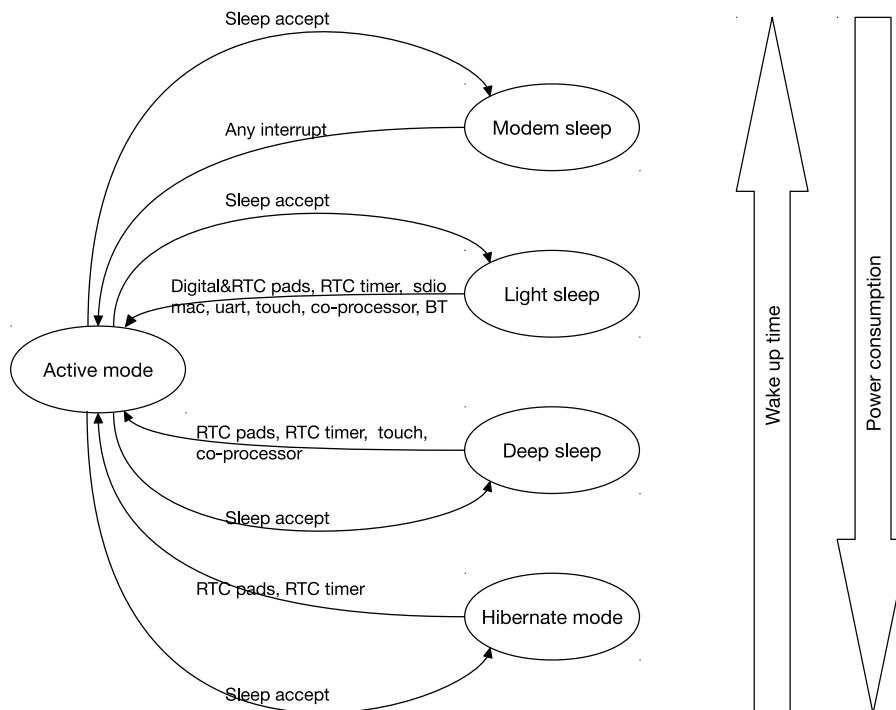 Sleep accept
Modem sleep
Any interrupt
Sleep accept
Digital&RTC pads, RTC timer, sdio
mac, uart, touch, co-processor, BT
Light sleep
Active mode
RTC pads, RTC timer, touch,
co-processor
Deep sleep
Sleep accept
RTC pads, RTC timer
Hibernate mode
Sleep accept
Wake up time
Power consumption